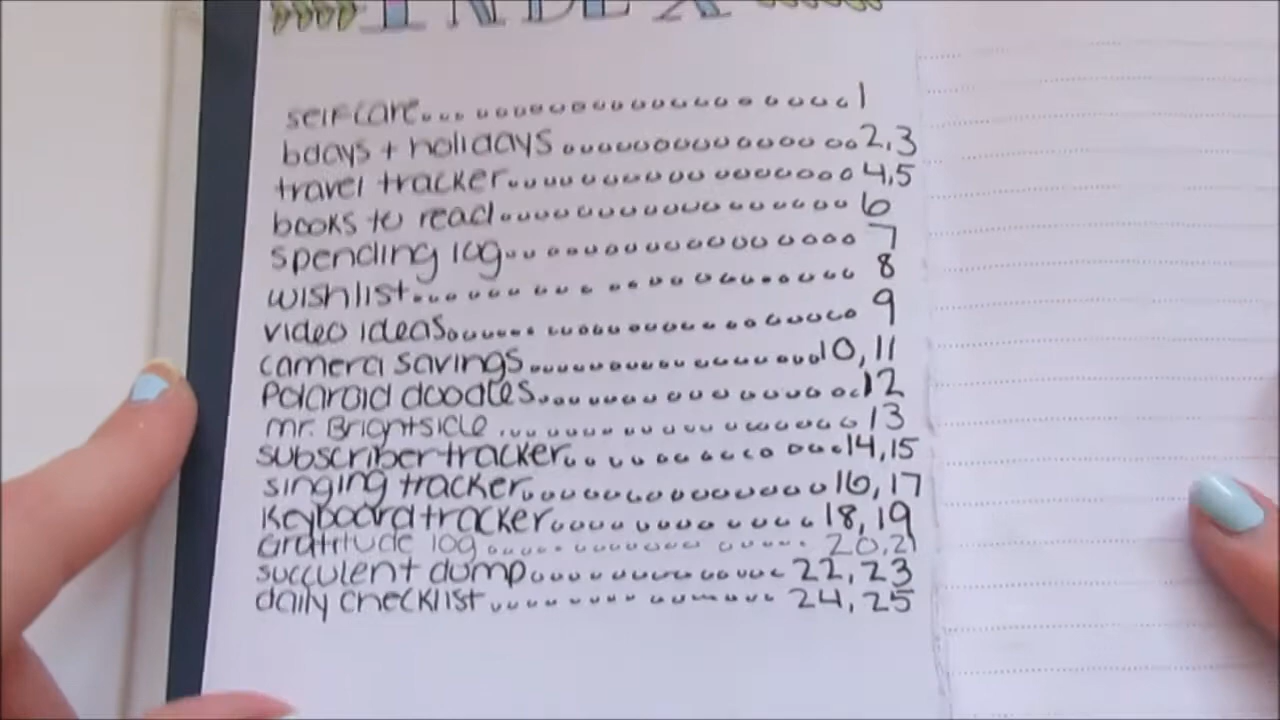 INDEX
selfcare.......................1
bdays + holidays.......................2,3
travel tracker.......................4,5
books to read.......................6
spending log.......................7
wishlist.......................8
video ideas.......................9
camera savings.......................10, 11
Polaroid doodles.......................12
mr. Brightside.......................13
subscriber tracker.......................14, 15
singing tracker.......................16, 17
Keyboard tracker.......................18, 19
Gratitude log.......................20, 21
succulent dump.......................22, 23
daily checklist.......................24, 25